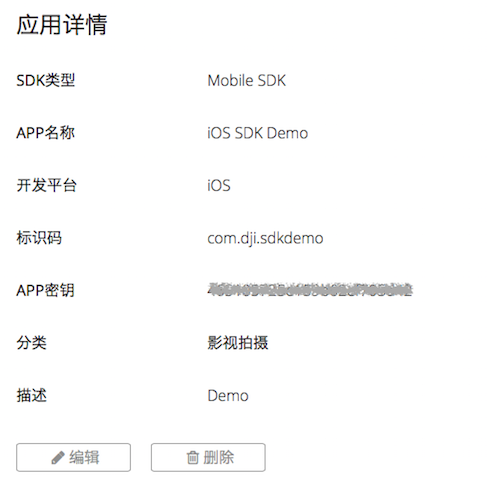 应用详情
SDK类型 Mobile SDK
APP名称 iOS SDK Demo
开发平台 iOS
标识码 com.dji.sdkdemo
APP密钥
分类 影视拍摄
描述 Demo
编辑 删除